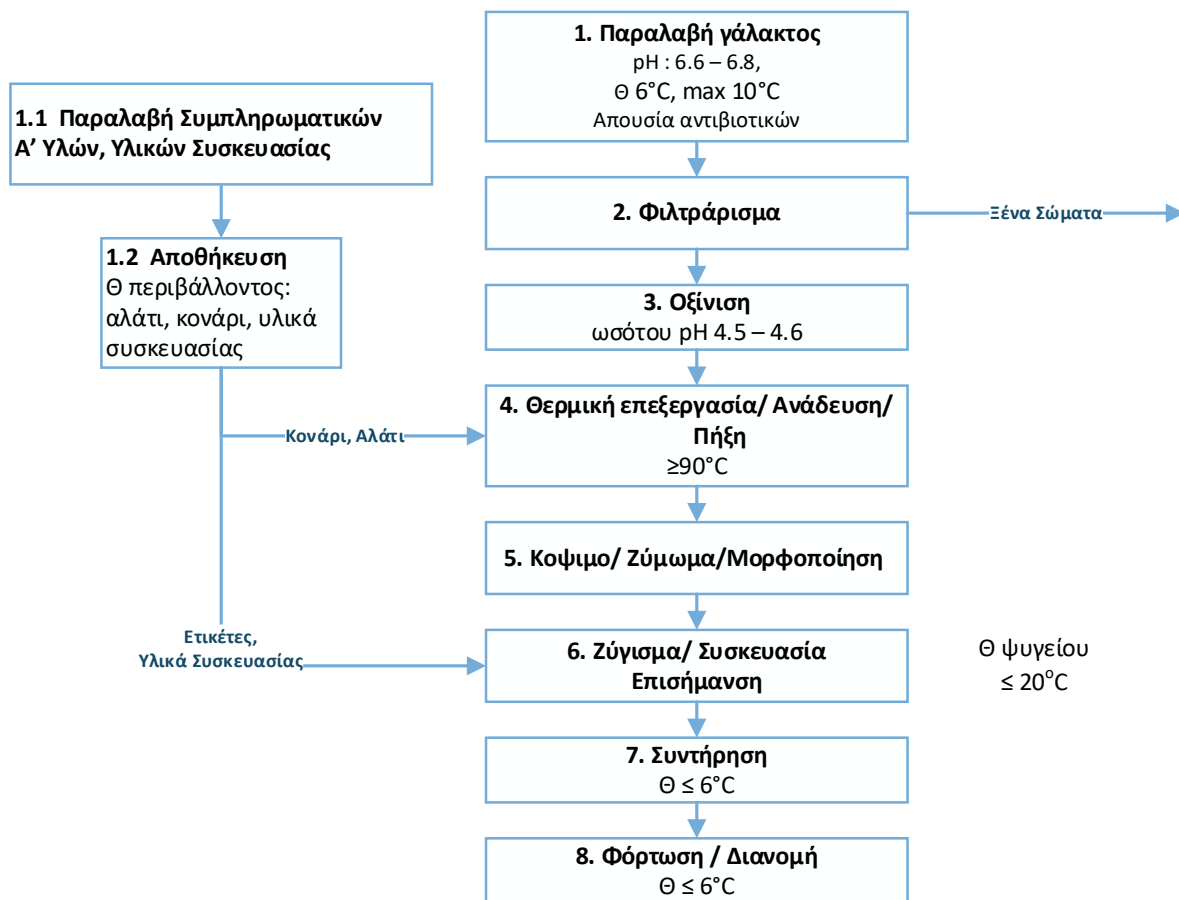 1. Παραλαβή γάλακτος
pH : 6.6 – 6.8,
Θ 6°C, max 10°C
Απουσία αντιβιοτικών
1.1 Παραλαβή Συμπληρωματικών
Α’ Υλών, Υλικών Συσκευασίας
2. Φιλτράρισμα
Ξένα Σώματα
1.2 Αποθήκευση
Θ περιβάλλοντος:
αλάτι, κονάρι, υλικά
συσκευασίας
3. Οξίνιση
ωσότου pH 4.5 – 4.6
4. Θερμική επεξεργασία/ Ανάδευση/
Πήξη
≥90°C
Κονάρι, Αλάτι
5. Κοψιμο/ Ζύμωμα/Μορφοποίηση
Ετικέτες,
Υλικά Συσκευασίας
6. Ζύγισμα/ Συσκευασία
Επισήμανση
Θ ψυγείου
≤ 20°C
7. Συντήρηση
Θ ≤ 6°C
8. Φόρτωση / Διανομή
Θ ≤ 6°C